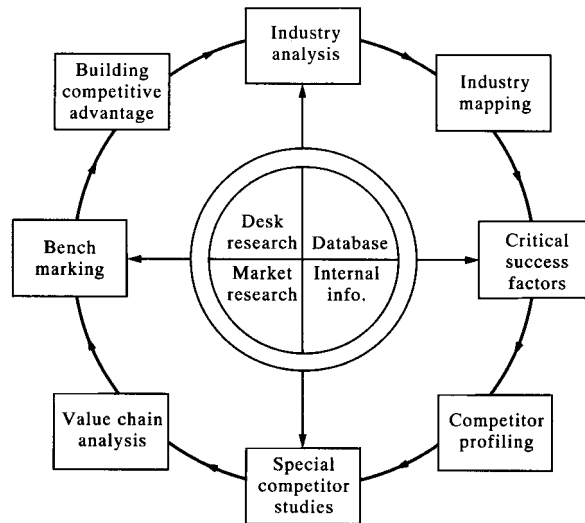 Industry
analysis
Building
competitive
advantage
Industry
mapping
Desk
research
Database
Market
research
Internal
info.
Bench
marking
Critical
success
factors
Value chain
analysis
Competitor
profiling
Special
competitor
studies